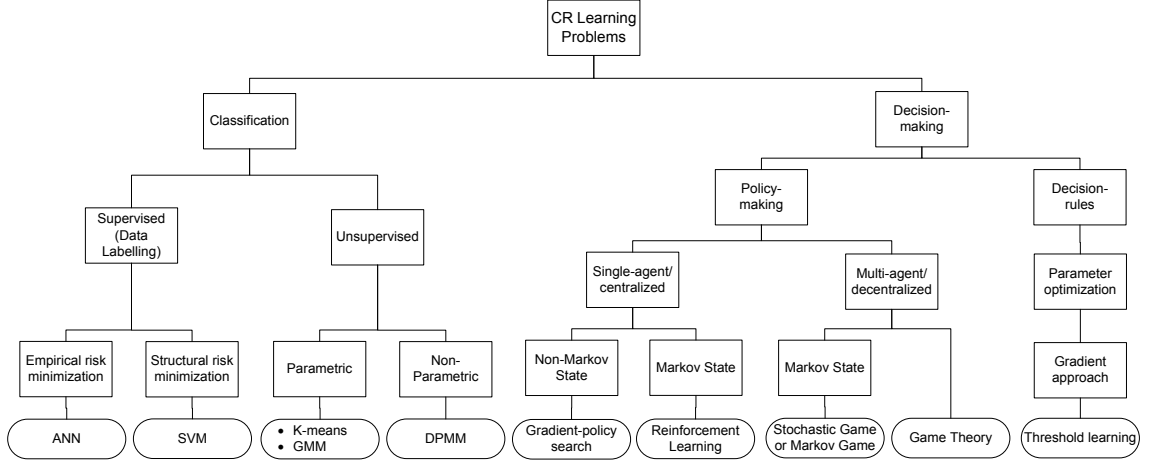 CR Learning
Problems
Classification
Decision-
making
Policy-
making
Decision-
rules
Supervised
(Data
Labelling)
Unsupervised
Single-agent/
centralized
Multi-agent/
decentralized
Parameter
optimization
Empirical risk
minimization
Structural risk
minimization
Parametric
Non-
Parametric
Non-Markov
State
Markov State
Markov State
Gradient
approach
ANN
SVM
• K-means
• GMM
DPMM
Gradient-policy
search
Reinforcement
Learning
Stochastic Game
or Markov Game
Game Theory
Threshold learning